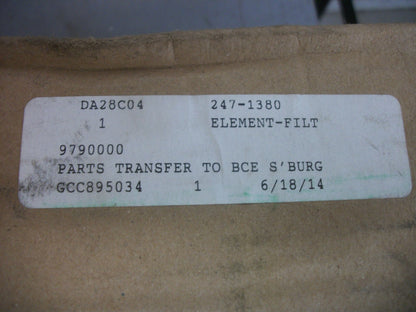 DA28C04 247-1380
1 ELEMENT-FILT
9790000
PARTS TRANSFER TO BCE S'BURG
GCC895034 1 6/18/14